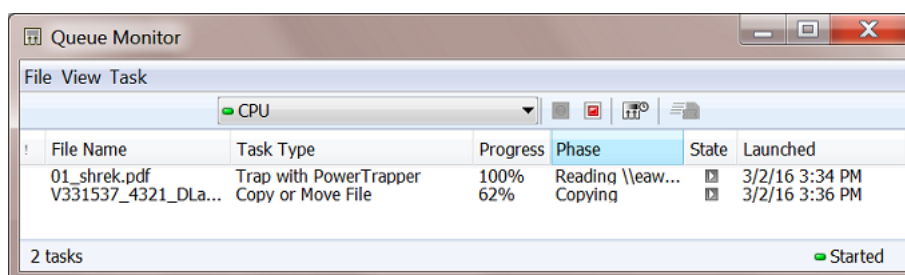 Queue Monitor
File View Task
CPU
! File Name Task Type Progress Phase State Launched
01_shrek.pdf Trap with PowerTrapper 100% Reading \\eaw... 3/2/16 3:34 PM
V331537_4321_DLa... Copy or Move File 62% Copying 3/2/16 3:36 PM
2 tasks Started